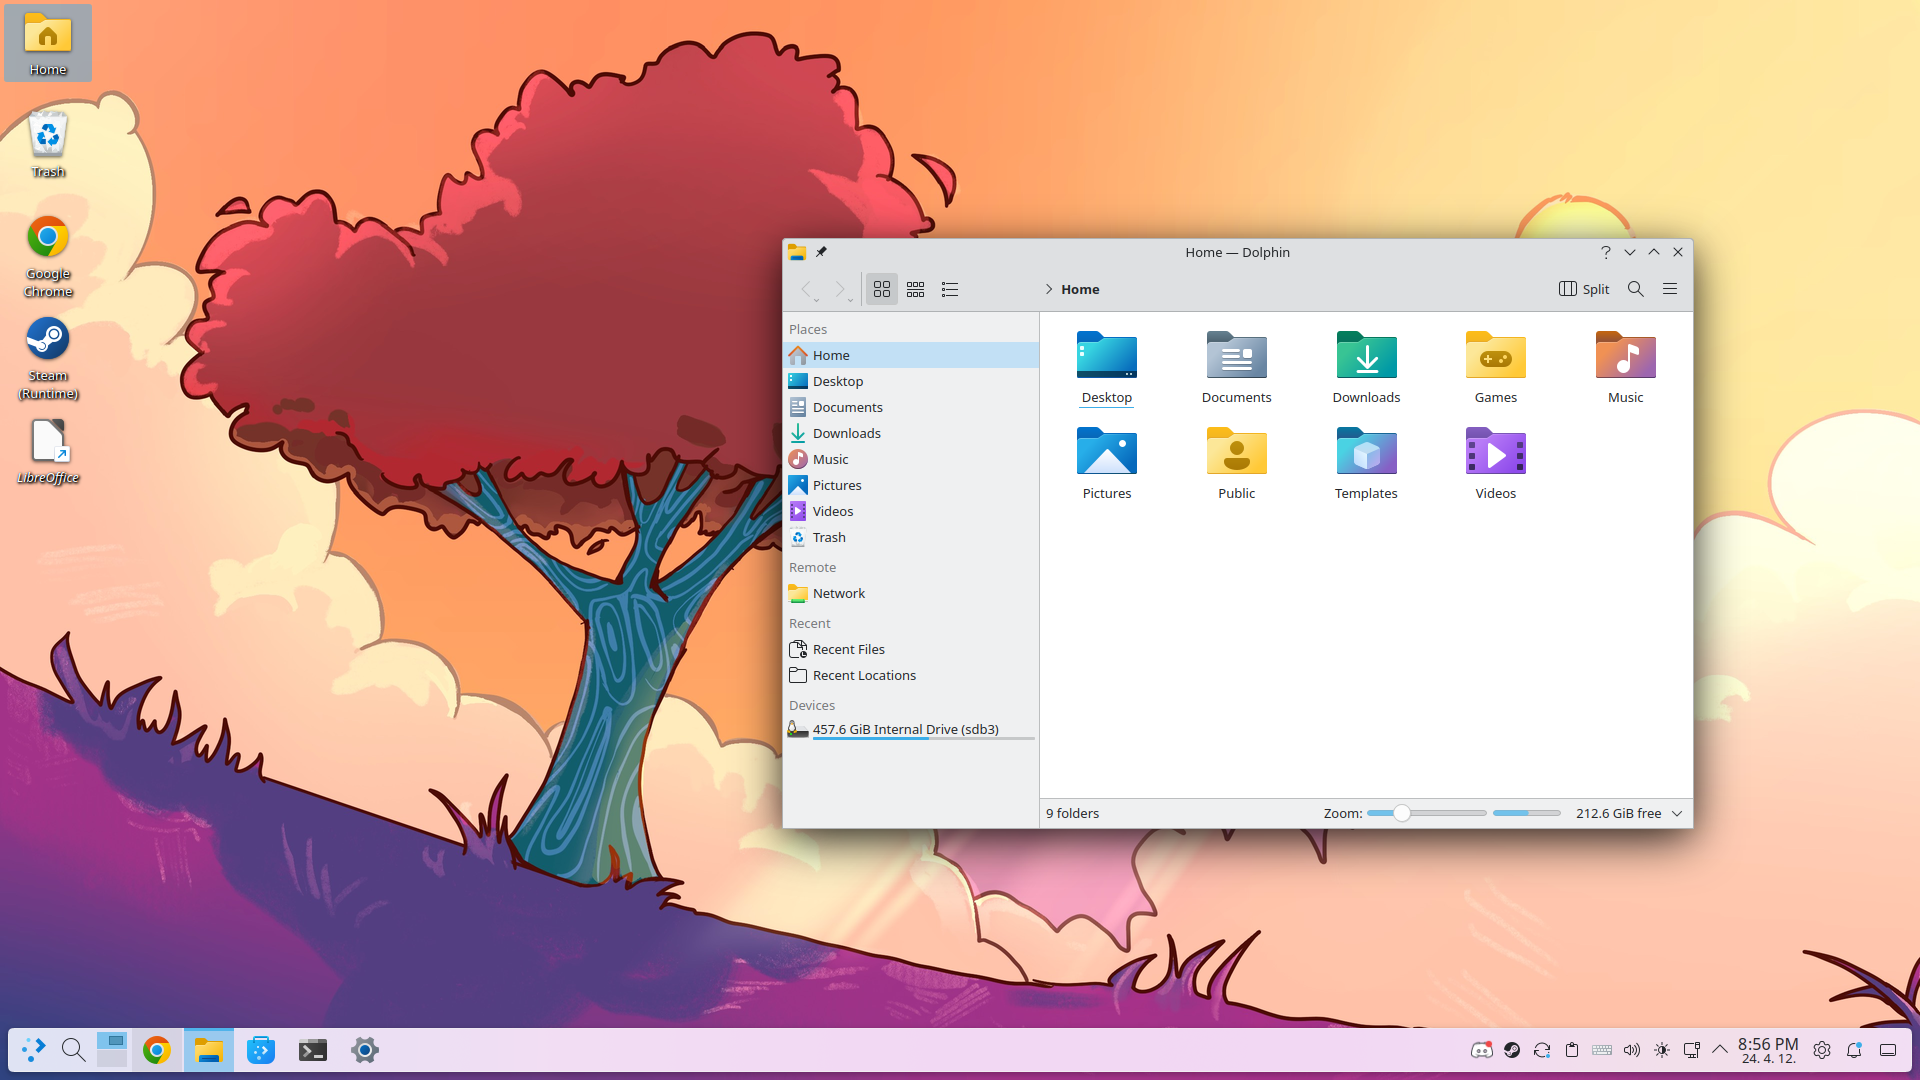 Home
Trash
Google
Chrome
Steam
(Runtime)
LibreOffice
Home — Dolphin
Home
Split
Places
Home
Desktop
Documents
Downloads
Music
Pictures
Videos
Trash
Remote
Network
Recent
Recent Files
Recent Locations
Devices
457.6 GiB Internal Drive (sdb3)
Desktop
Documents
Downloads
Games
Music
Pictures
Public
Templates
Videos
9 folders
Zoom:
212.6 GiB free
8:56 PM
24. 4. 12.